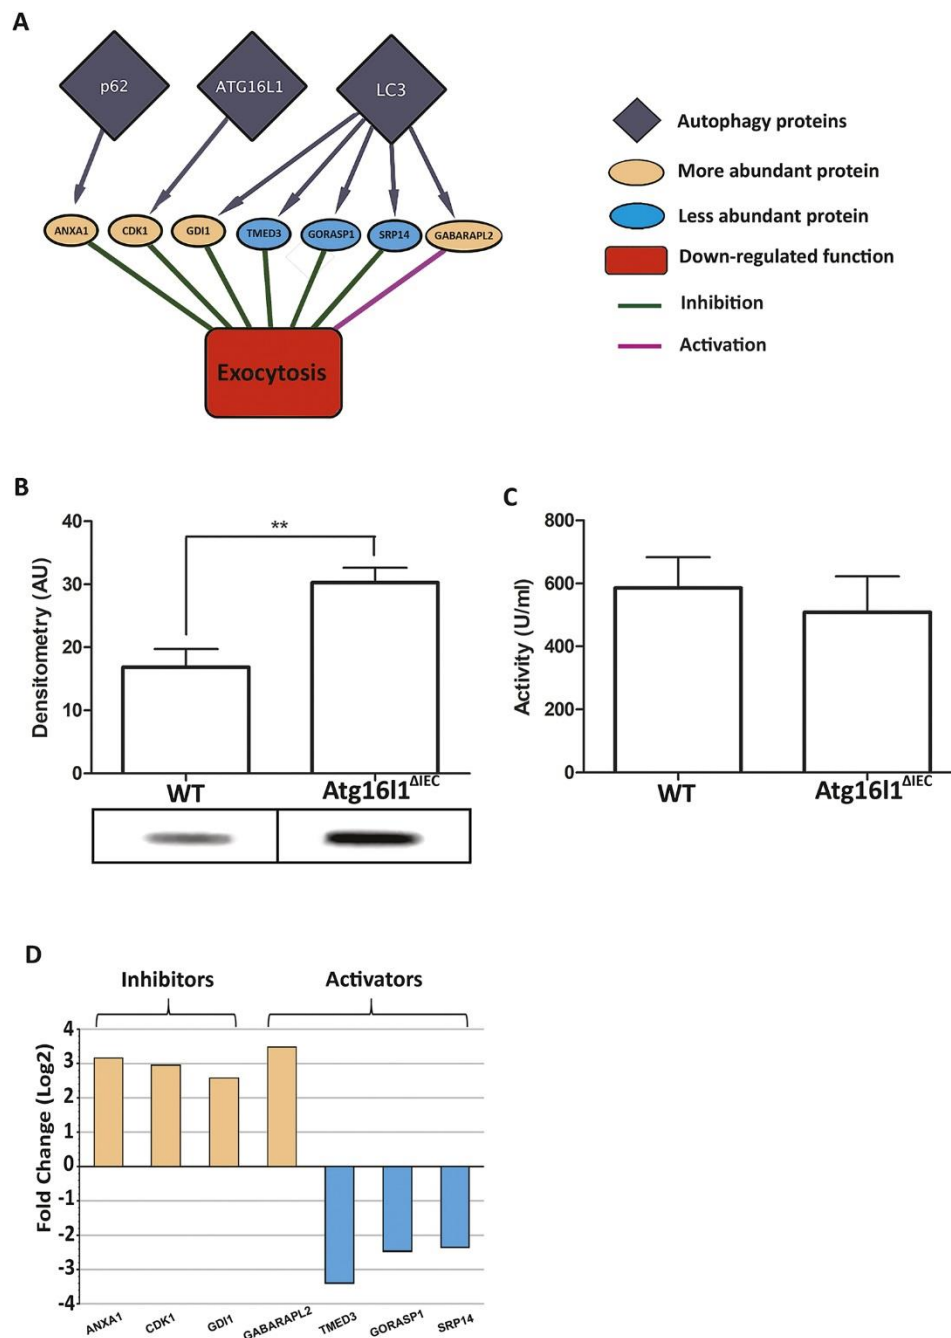 A
p62
ATG16L1
LC3
ANXA1
CDK1
GDI1
TMED3
GORASP1
SRP14
GABARAPL2
Exocytosis
Autophagy proteins
More abundant protein
Less abundant protein
Down-regulated function
Inhibition
Activation
B
Densitometry (AU)
40
30
20
10
0
**
WT
Atg16l1ΔIEC
C
Activity (U/ml)
800
600
400
200
0
WT
Atg16l1ΔIEC
D
Inhibitors
Activators
Fold Change (Log2)
4
3
2
1
0
-1
-2
-3
-4
ANXA1
CDK1
GDI1
GABARAPL2
TMED3
GORASP1
SRP14